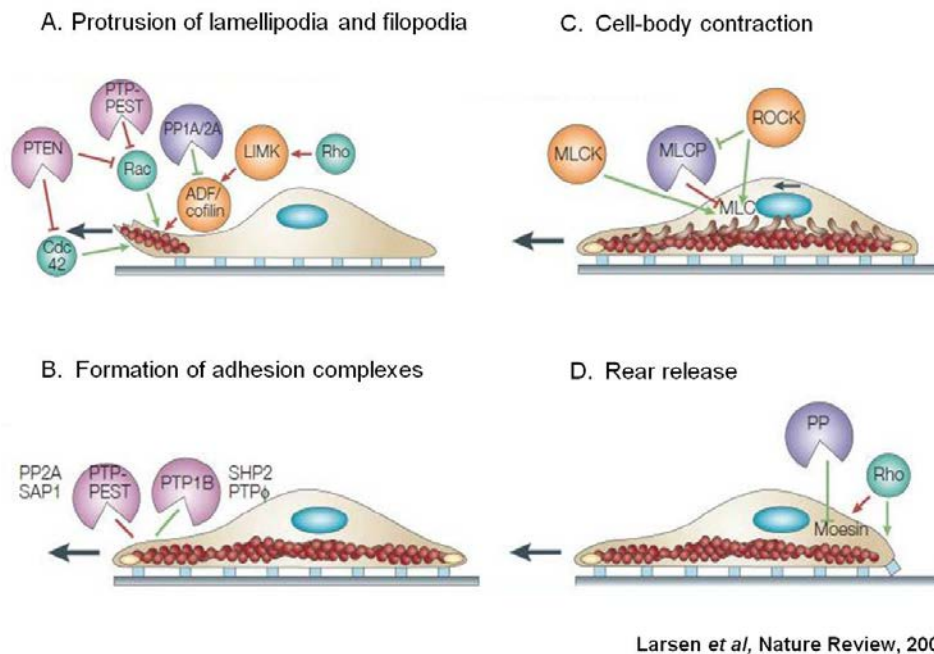 A. Protrusion of lamellipodia and filopodia
PTP-
PEST
PTEN
PP1A/2A
Rac
LIMK
Rho
ADF/
cofilin
Cdc
42
C. Cell-body contraction
ROCK
MLCK
MLCP
MLC
B. Formation of adhesion complexes
PP2A
SAP1
PTP-
PEST
PTP1B
SHP2
PTPϕ
D. Rear release
PP
Rho
Moesin
Larsen et al, Nature Review, 200